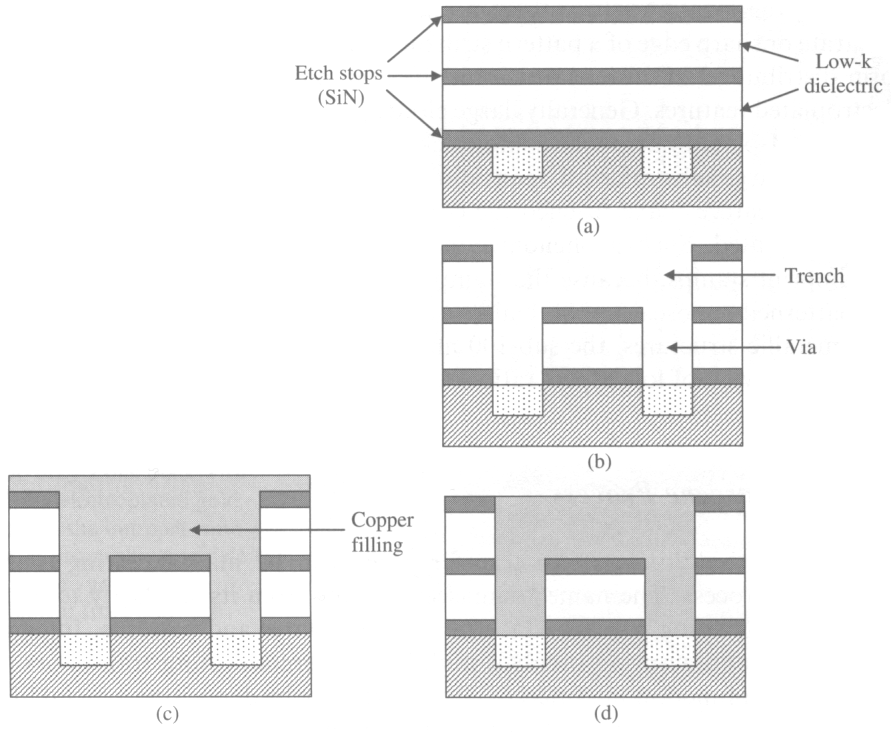 Etch stops
(SiN)
Low-k
dielectric
(a)
Trench
Via
(b)
Copper
filling
(c)
(d)